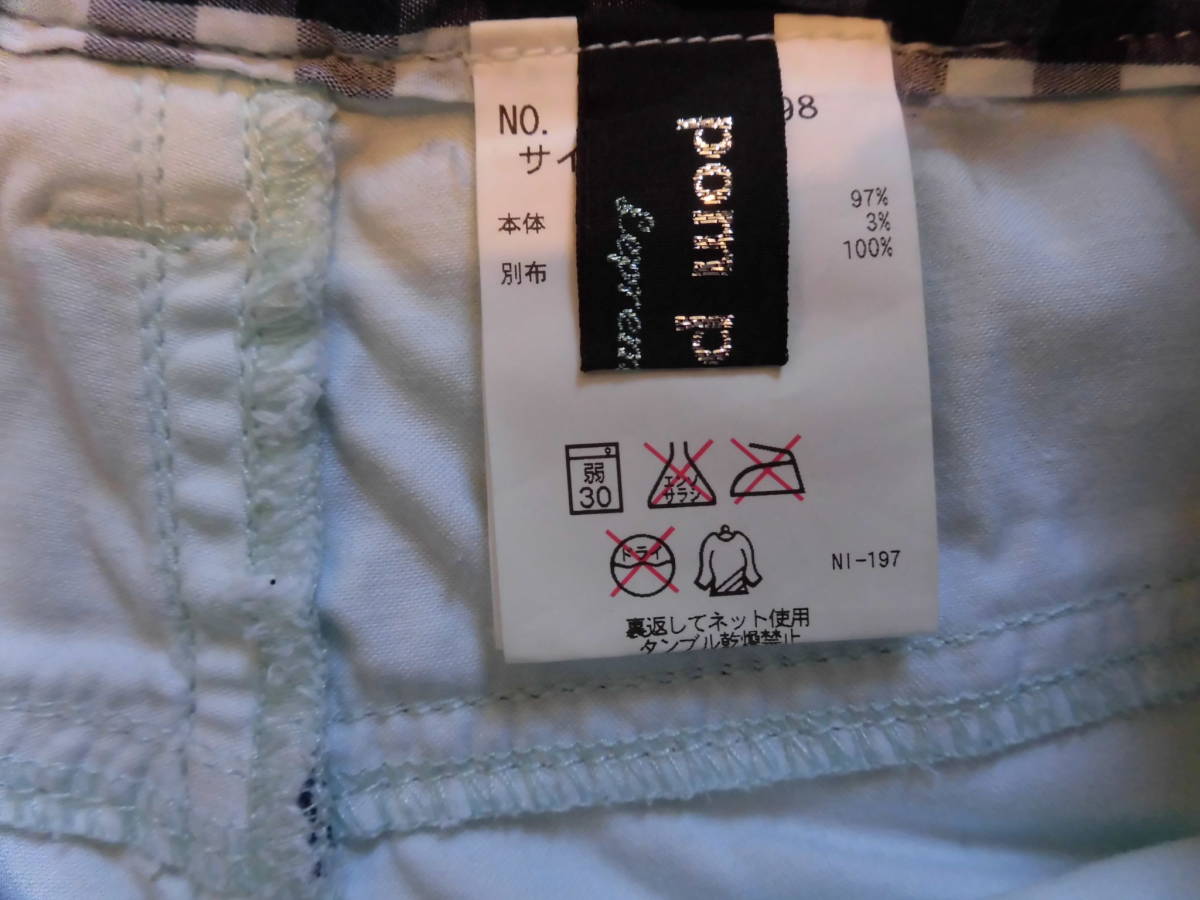 NO. 98
サイ
本体 97%
3%
別布 100%
pom p
弱
30
エンソ
サラシ
ドライ
NI-197
裏返してネット使用
タンブル乾燥禁止